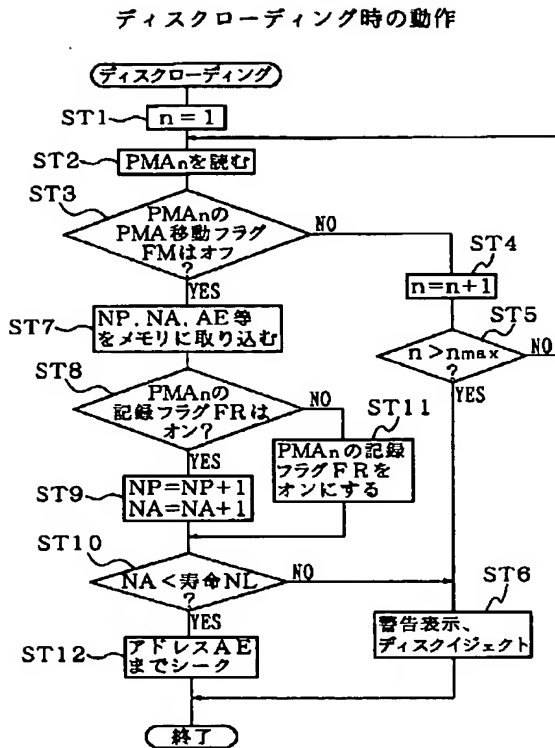 ディスクローディング時の動作
ディスクローディング
ST1
n=1
ST2
PMAnを読む
ST3
PMAnの
PMA移動フラグ
FMはオフ
?
NO
YES
ST4
n=n+1
ST5
n>nmax
?
NO
YES
ST7
NP, NA, AE等
をメモリに取り込む
ST8
PMAnの
記録フラグFRは
オン?
NO
YES
ST11
PMAnの記録
フラグFRを
オンにする
ST9
NP=NP+1
NA=NA+1
ST10
NA<寿命NL
?
NO
YES
ST6
警告表示、
ディスクイジェクト
ST12
アドレスAE
までシーク
終了